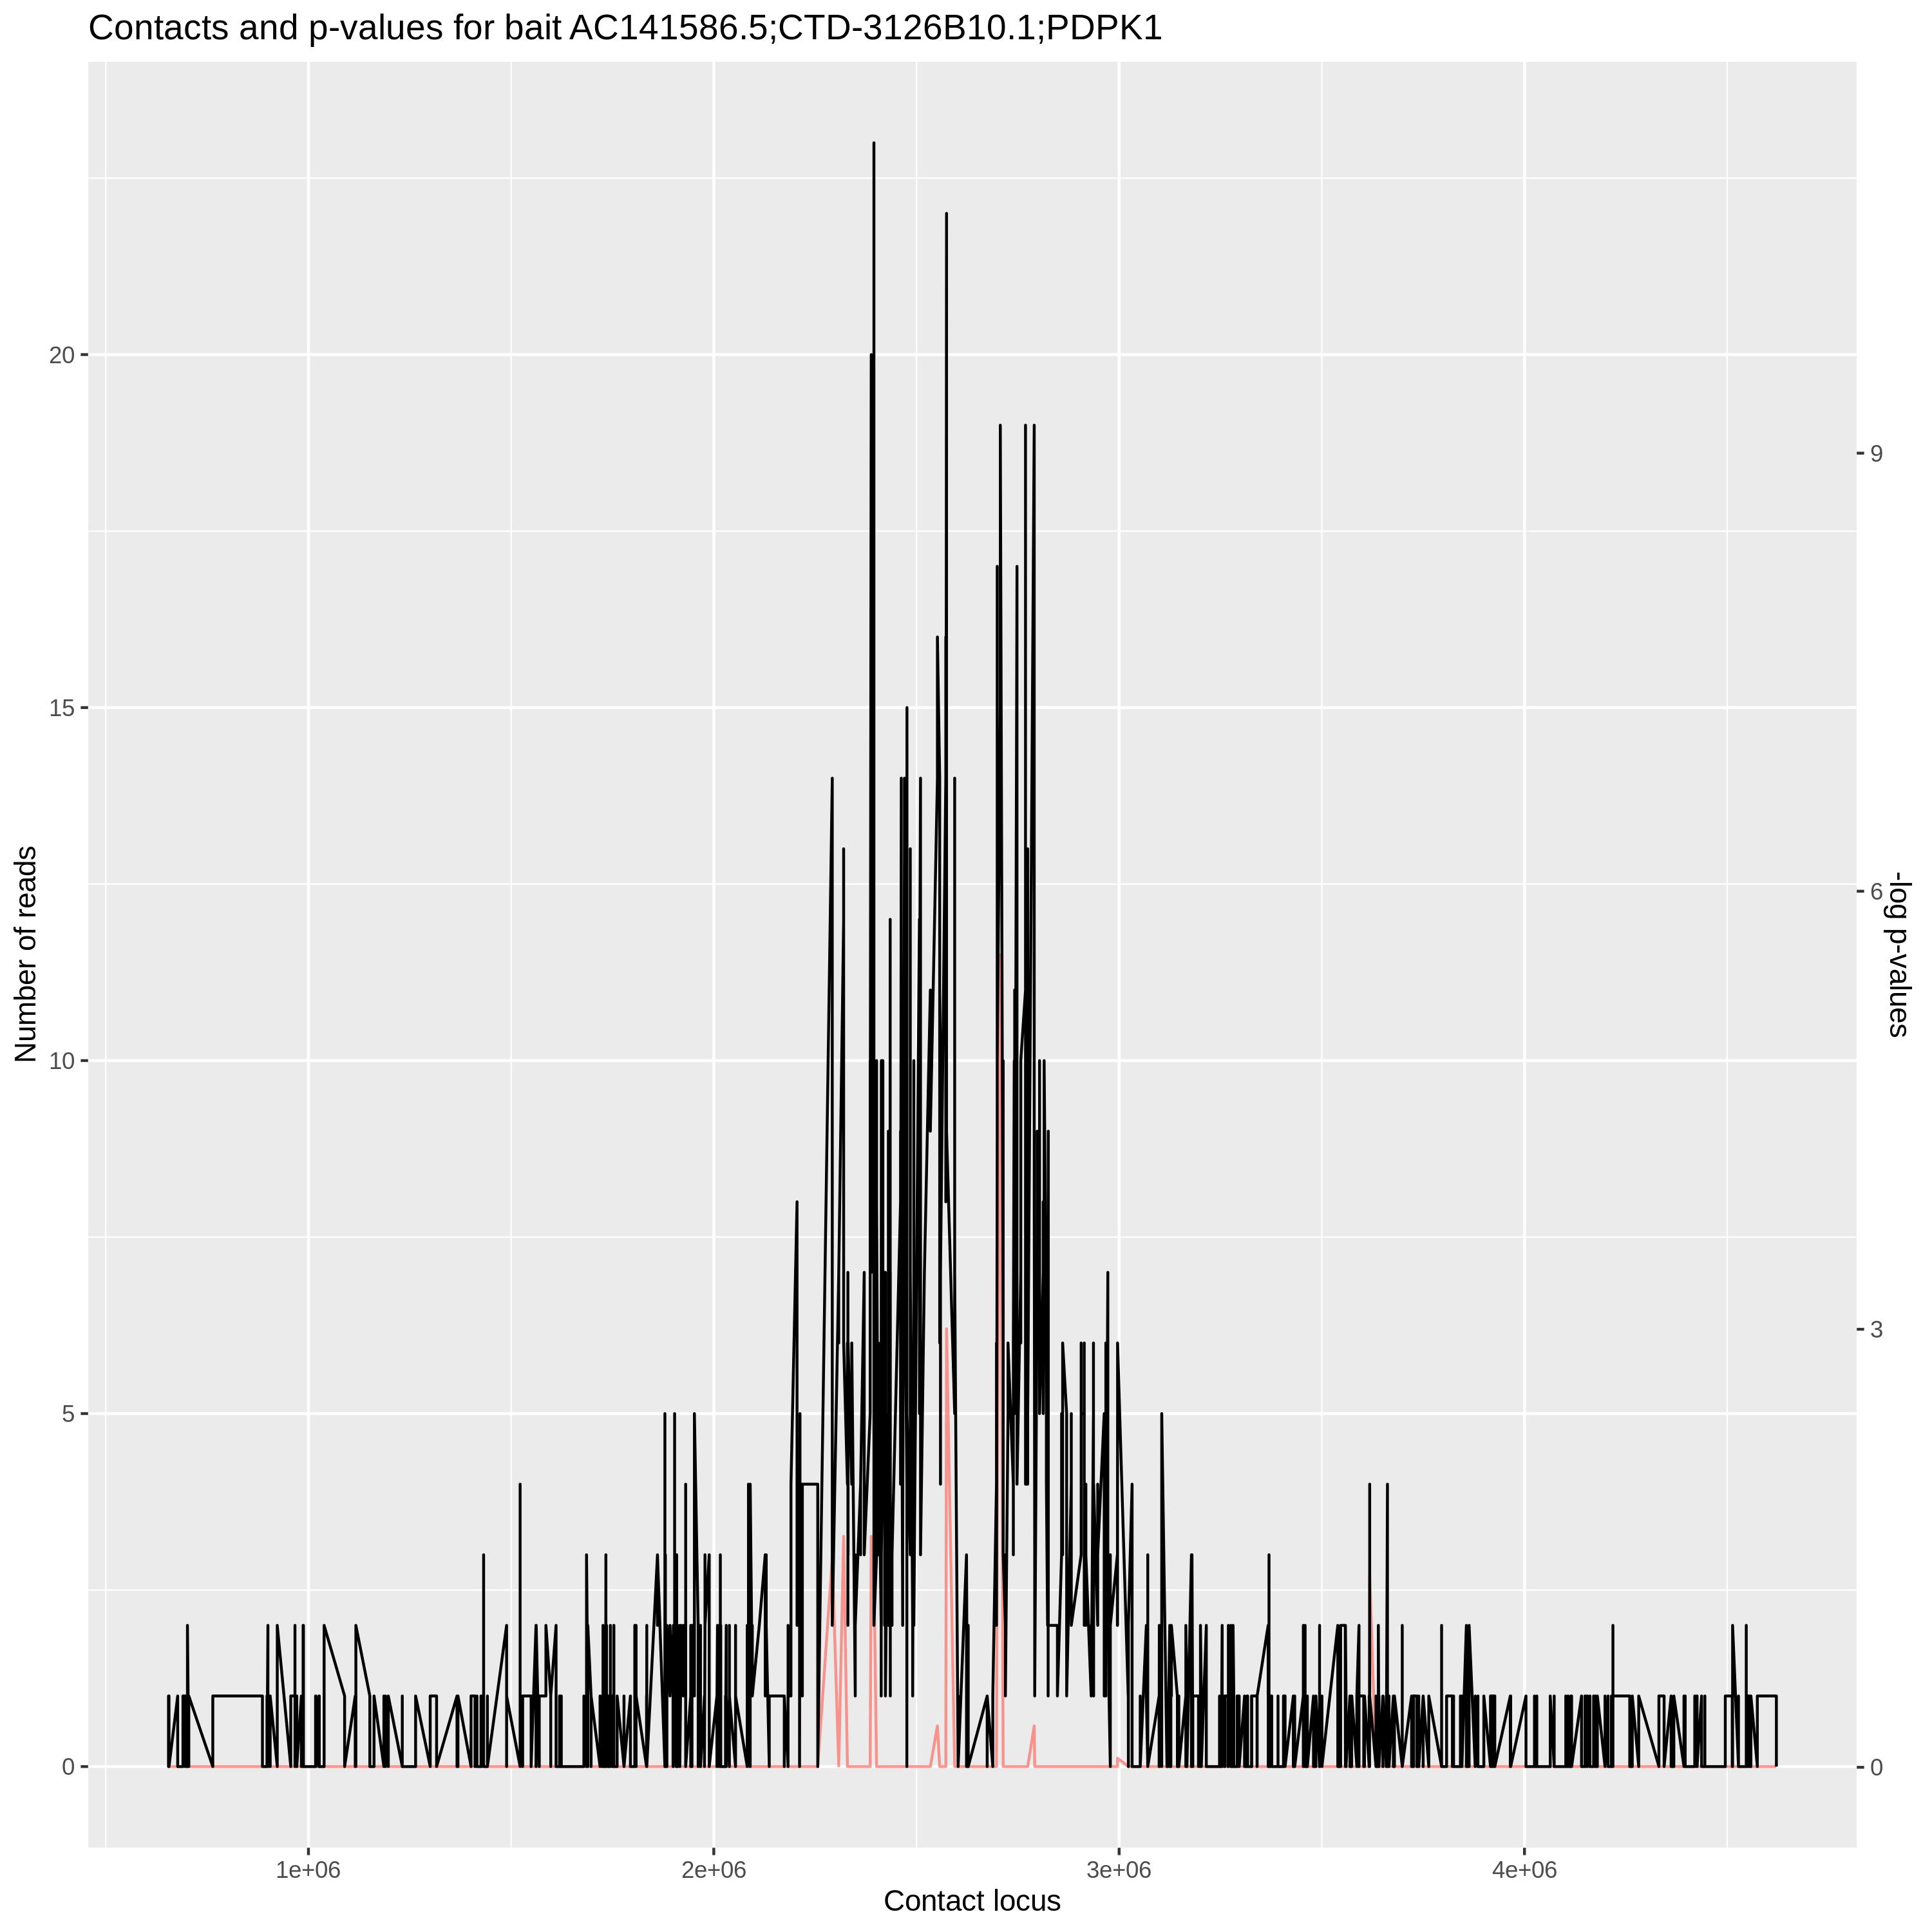 Contacts and p-values for bait AC141586.5;CTD-3126B10.1;PDPK1
Number of reads
20
15
10
5
0
9
6
3
0
-log p-values
1e+06
2e+06
3e+06
4e+06
Contact locus